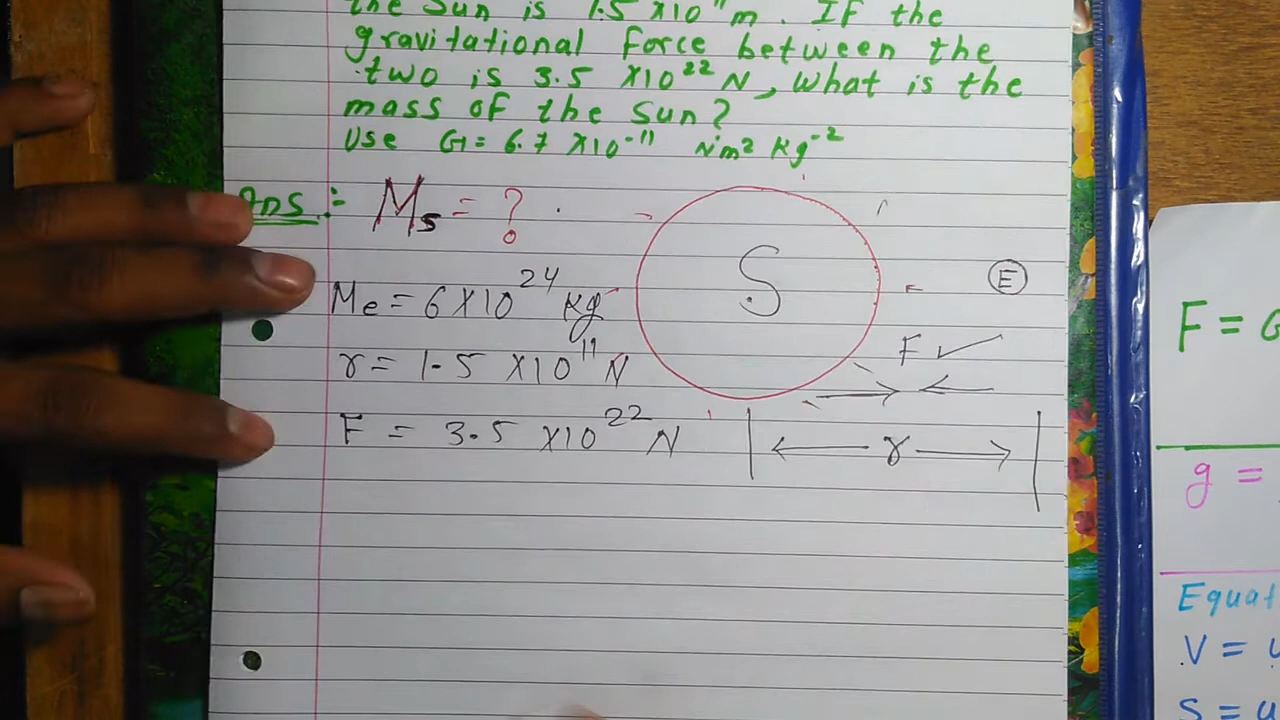 the Sun is 1.5 X10¹¹m. If the
gravitational Force between the
two is 3.5 X10²² N, What is the
mass of the Sun?
Use G = 6.7 X10⁻¹¹ Nm² Kg⁻²
Ans :-
Ms = ?
S
E
Me = 6 X10²⁴ kg
r = 1.5 X10¹¹ N
F
F = 3.5 X10²² N
r
F = G
g =
Equat
V = u
S = u